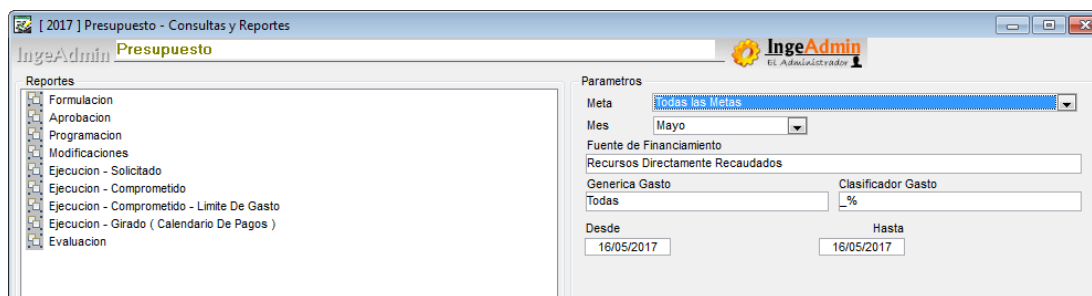 [ 2017 ] Presupuesto - Consultas y Reportes
IngeAdmin Presupuesto
IngeAdmin
El Administrador
Reportes
Formulacion
Aprobacion
Programacion
Modificaciones
Ejecucion - Solicitado
Ejecucion - Comprometido
Ejecucion - Comprometido - Limite De Gasto
Ejecucion - Girado ( Calendario De Pagos )
Evaluacion
Parametros
Meta Todas las Metas
Mes Mayo
Fuente de Financiamiento
Recursos Directamente Recaudados
Generica Gasto Clasificador Gasto
Todas _%
Desde Hasta
16/05/2017 16/05/2017